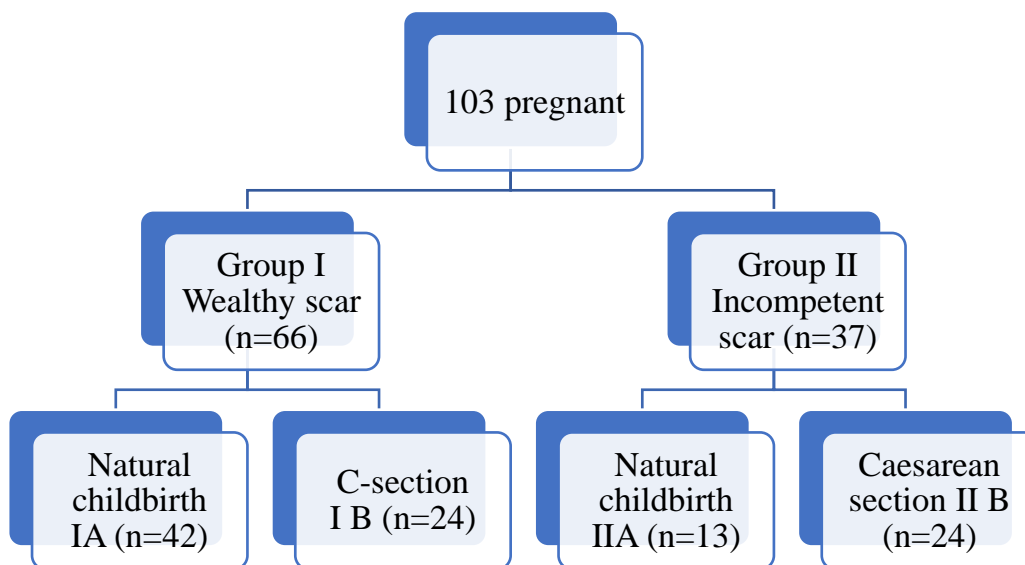 103 pregnant
Group I
Wealthy scar
(n=66)
Group II
Incompetent
scar (n=37)
Natural
childbirth
IA (n=42)
C-section
I B (n=24)
Natural
childbirth
IIA (n=13)
Caesarean
section II B
(n=24)